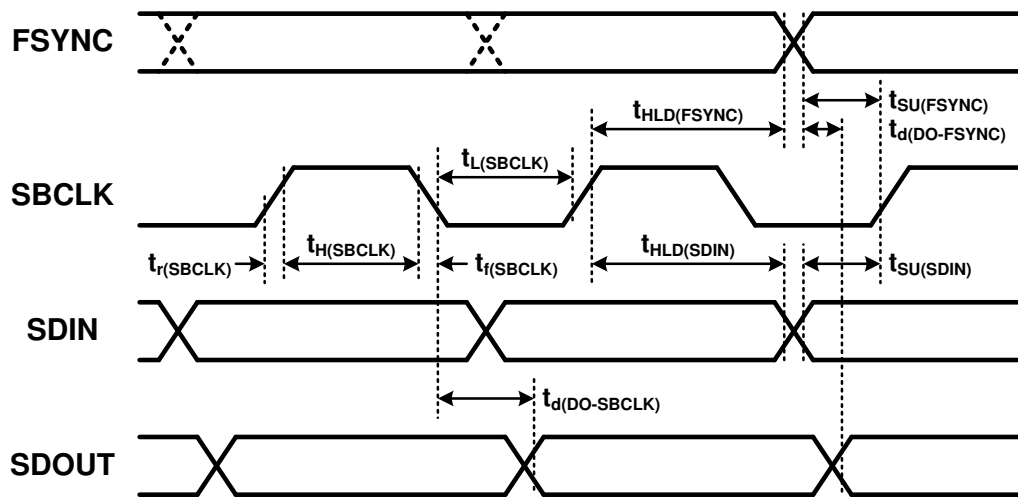 FSYNC
tSU(FSYNC)
tHLD(FSYNC)
td(DO-FSYNC)
tL(SBCLK)
SBCLK
tr(SBCLK)
tH(SBCLK)
tf(SBCLK)
tHLD(SDIN)
tSU(SDIN)
SDIN
td(DO-SBCLK)
SDOUT